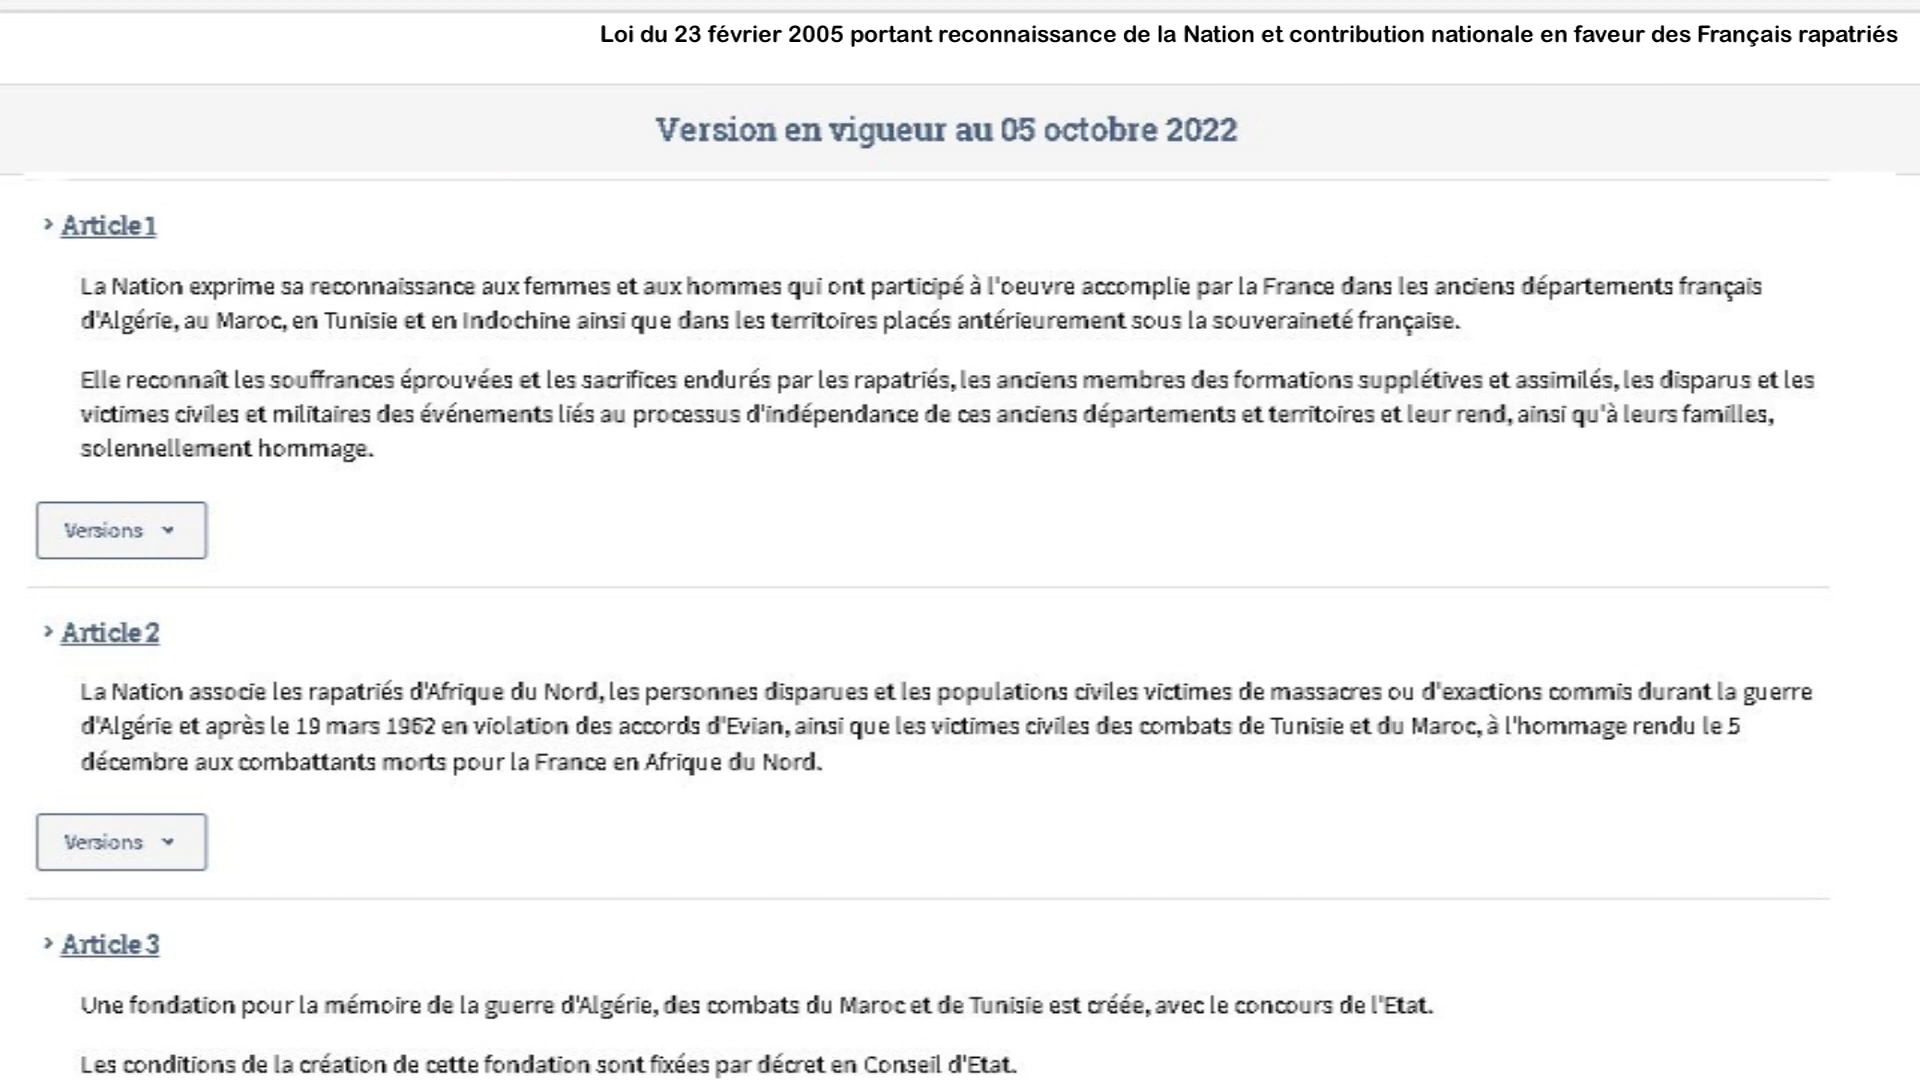 Loi du 23 février 2005 portant reconnaissance de la Nation et contribution nationale en faveur des Français rapatriés
Version en vigueur au 05 octobre 2022
> Article 1
La Nation exprime sa reconnaissance aux femmes et aux hommes qui ont participé à l'oeuvre accomplie par la France dans les anciens départements français
d'Algérie, au Maroc, en Tunisie et en Indochine ainsi que dans les territoires placés antérieurement sous la souveraineté française.
Elle reconnaît les souffrances éprouvées et les sacrifices endurés par les rapatriés, les anciens membres des formations supplétives et assimilés, les disparus et les
victimes civiles et militaires des événements liés au processus d'indépendance de ces anciens départements et territoires et leur rend, ainsi qu'à leurs familles,
solennellement hommage.
Versions
> Article 2
La Nation associe les rapatriés d'Afrique du Nord, les personnes disparues et les populations civiles victimes de massacres ou d'exactions commis durant la guerre
d'Algérie et après le 19 mars 1962 en violation des accords d'Evian, ainsi que les victimes civiles des combats de Tunisie et du Maroc, à l'hommage rendu le 5
décembre aux combattants morts pour la France en Afrique du Nord.
Versions
> Article 3
Une fondation pour la mémoire de la guerre d'Algérie, des combats du Maroc et de Tunisie est créée, avec le concours de l'Etat.
Les conditions de la création de cette fondation sont fixées par décret en Conseil d'Etat.